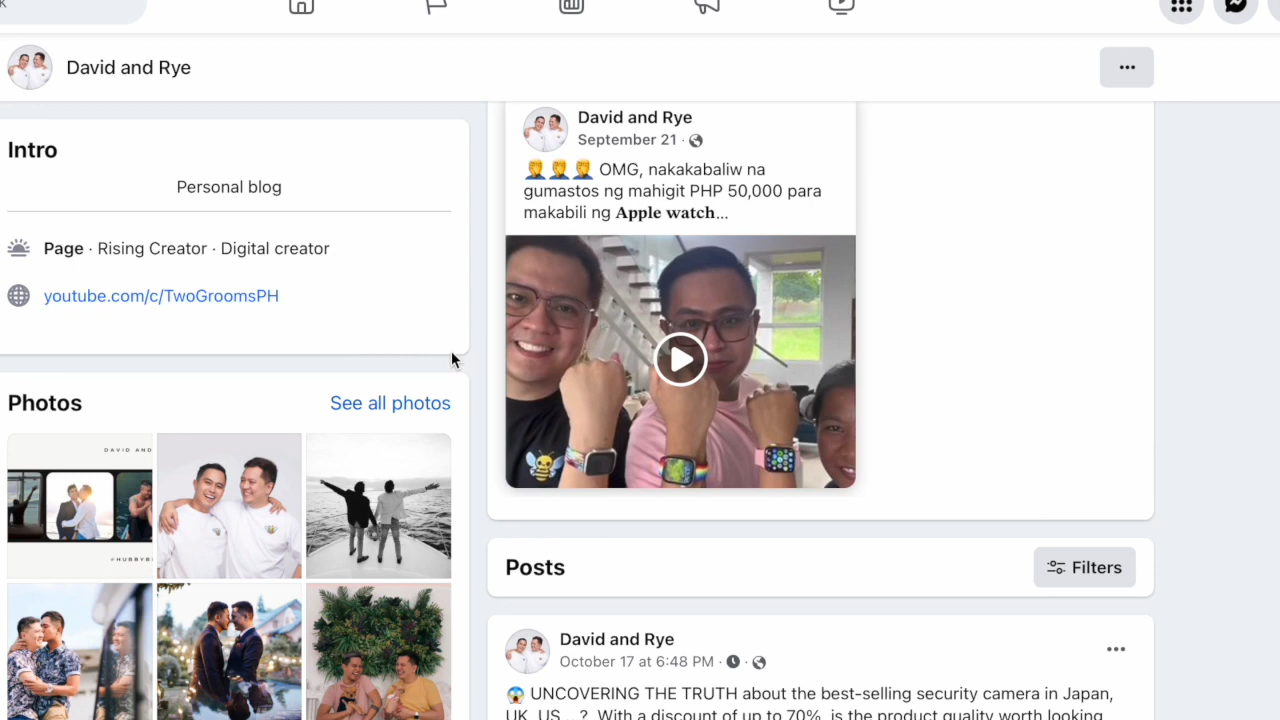 David and Rye
Intro
Personal blog
Page · Rising Creator · Digital creator
youtube.com/c/TwoGroomsPH
Photos
See all photos
DAVID AND
#HUBBYB
David and Rye
September 21 ·
🤦🤦🤦 OMG, nakakabaliw na
gumastos ng mahigit PHP 50,000 para
makabili ng Apple watch...
Posts
Filters
David and Rye
October 17 at 6:48 PM · ·
😱 UNCOVERING THE TRUTH about the best-selling security camera in Japan,
UK, US,...? With a discount of up to 70%, is the product quality worth looking